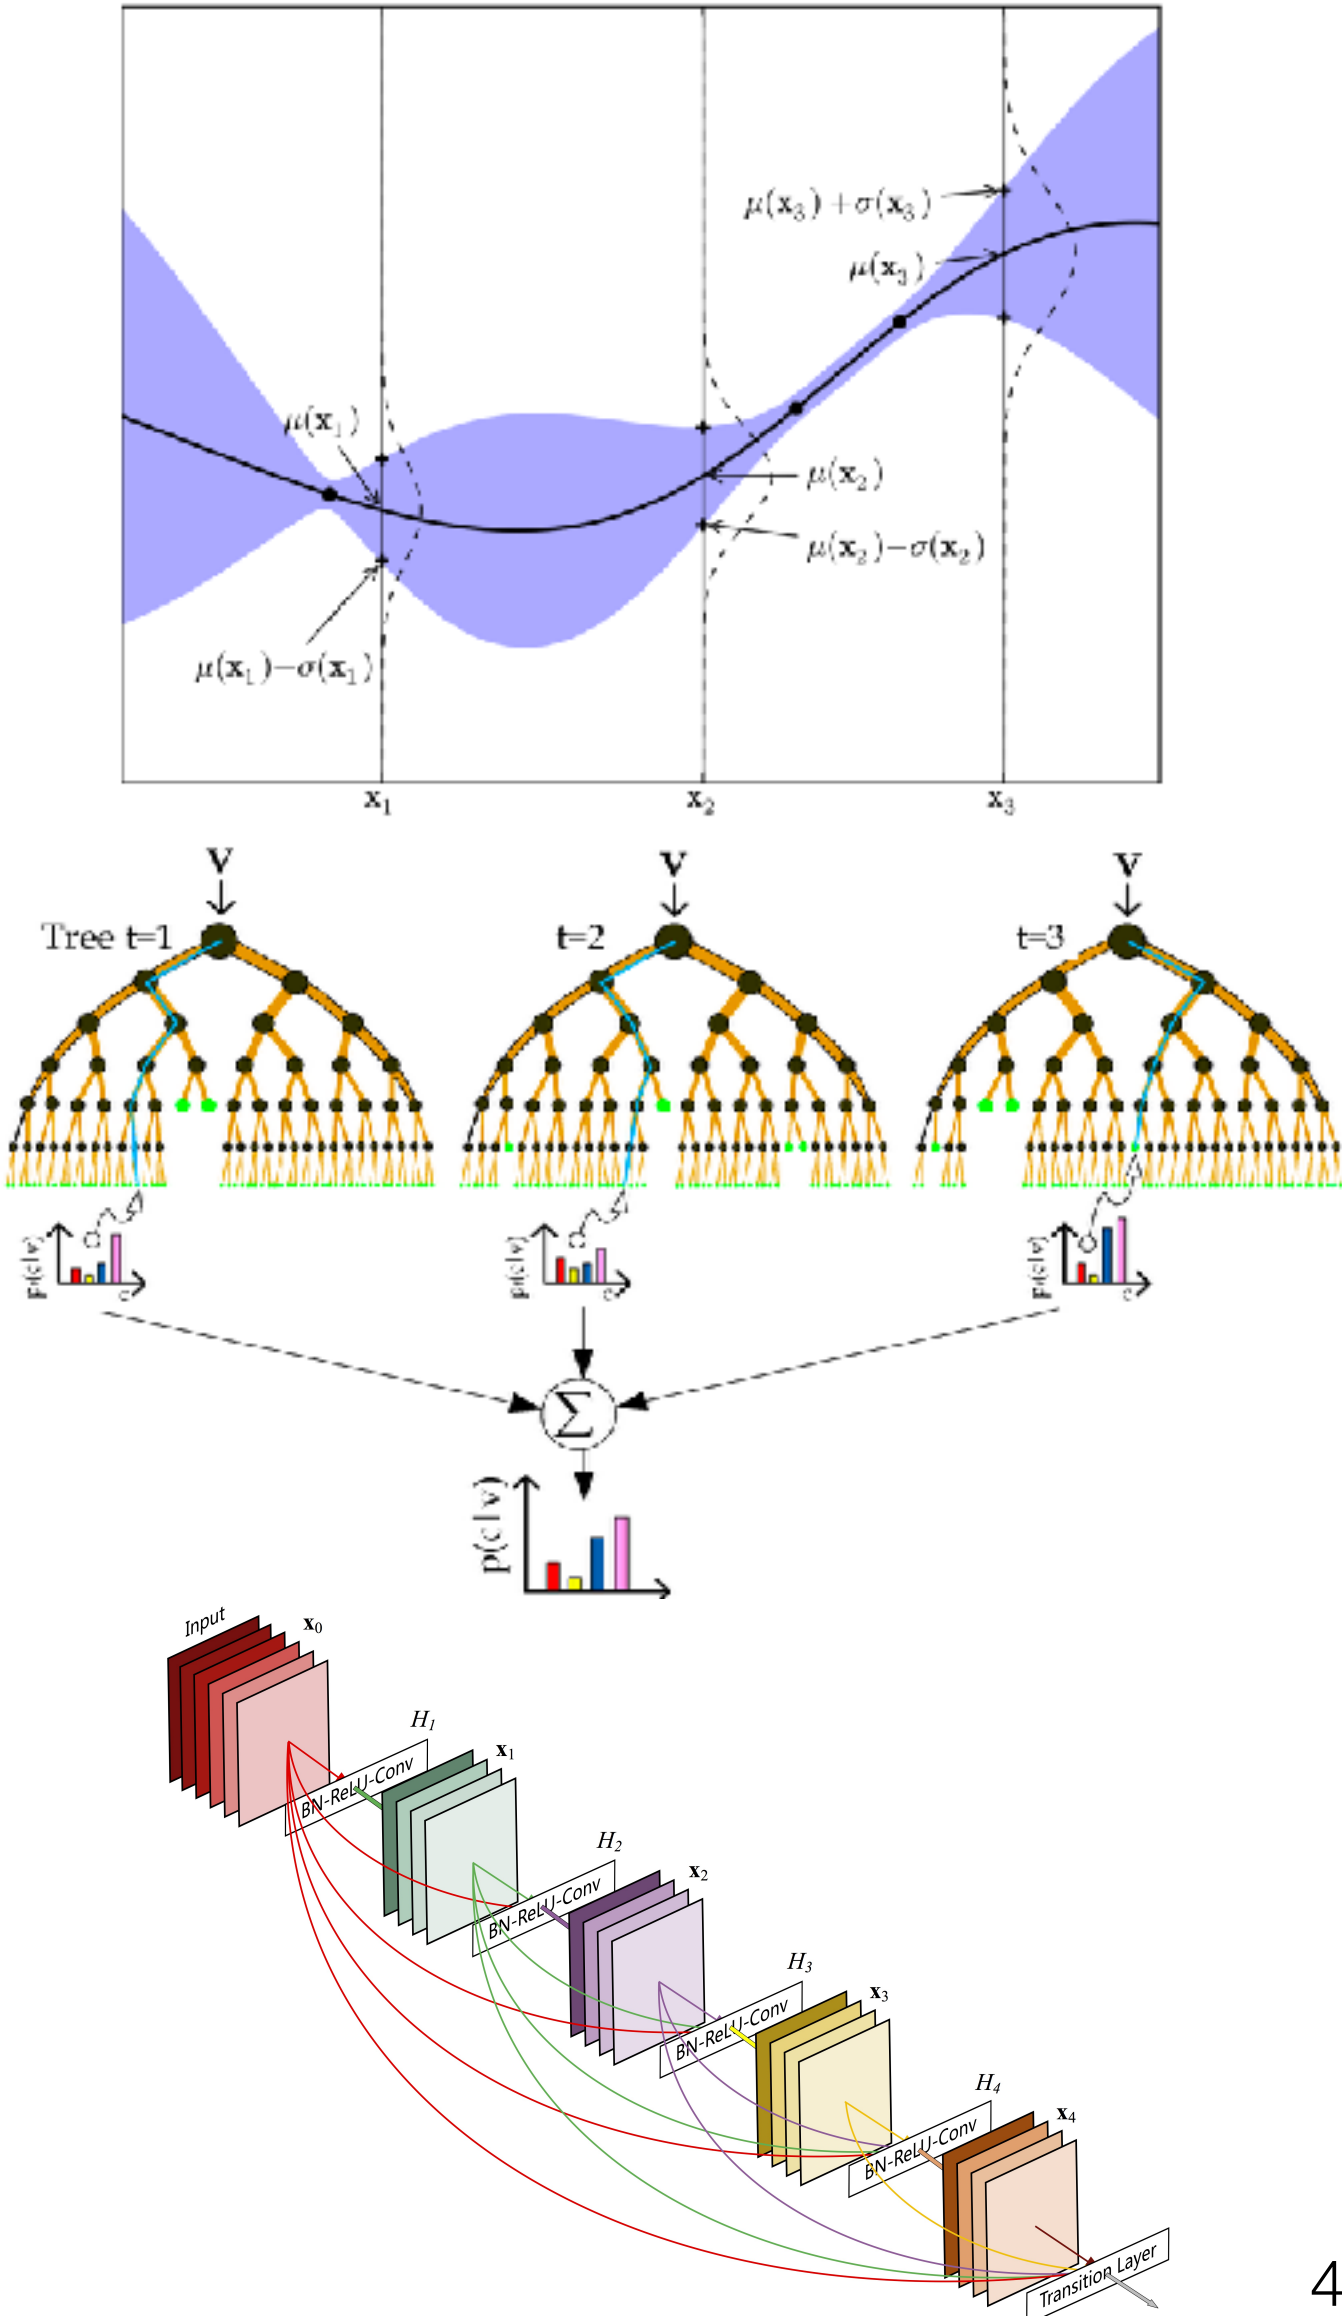 μ(x₃)+σ(x₃)
μ(x₃)
μ(x₁)
μ(x₂)
μ(x₂)−σ(x₂)
μ(x₁)−σ(x₁)
x₁ x₂ x₃
v v v
Tree t=1 t=2 t=3
p(c|v) c p(c|v) c p(c|v) c
∑
p(c|v)
Input x₀
H₁
BN-ReLU-Conv
x₁
H₂
BN-ReLU-Conv
x₂
H₃
BN-ReLU-Conv
x₃
H₄
BN-ReLU-Conv
x₄
Transition Layer
4